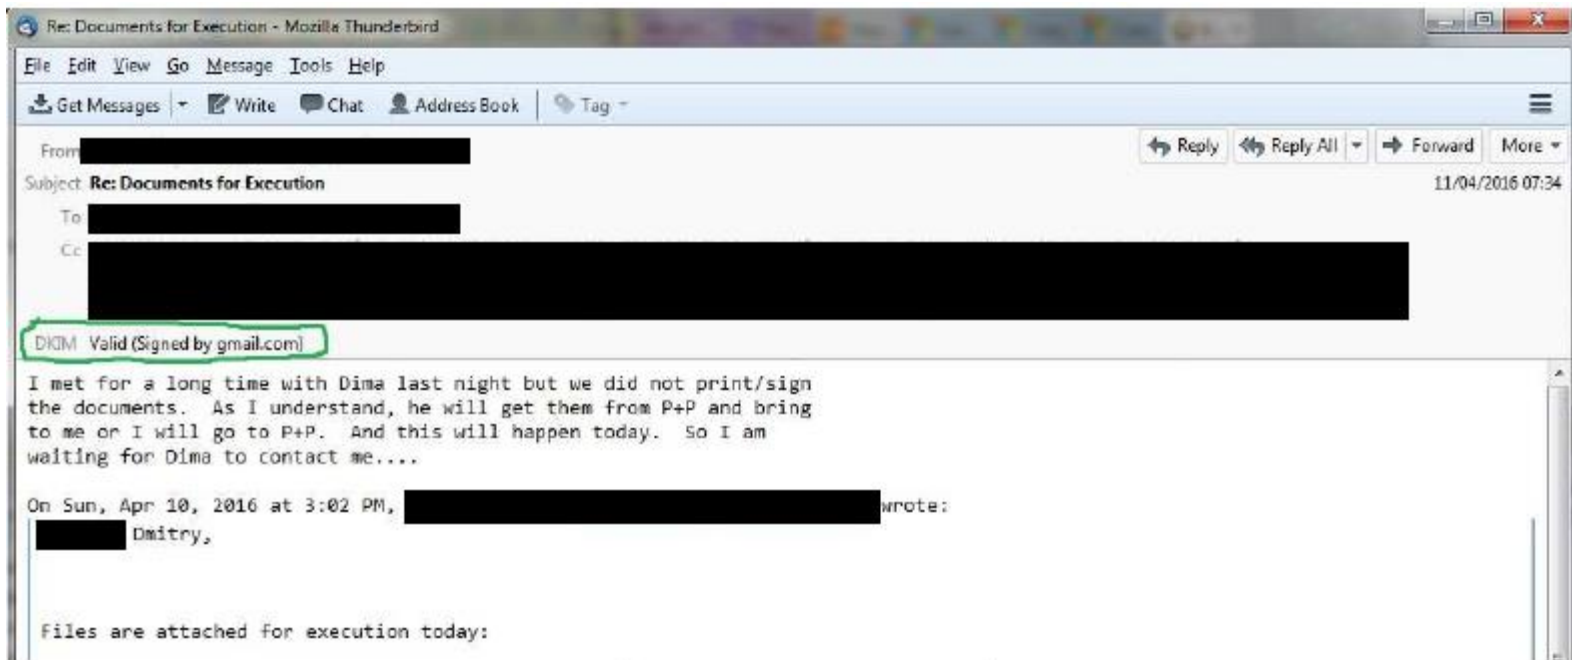 Re: Documents for Execution - Mozilla Thunderbird
File Edit View Go Message Tools Help
Get Messages Write Chat Address Book Tag
From Reply Reply All Forward More
Subject Re: Documents for Execution 11/04/2016 07:34
To
Cc
DKIM Valid (Signed by gmail.com)
I met for a long time with Dima last night but we did not print/sign
the documents. As I understand, he will get them from P+P and bring
to me or I will go to P+P. And this will happen today. So I am
waiting for Dima to contact me....
On Sun, Apr 10, 2016 at 3:02 PM, wrote:
Dmitry,
Files are attached for execution today: